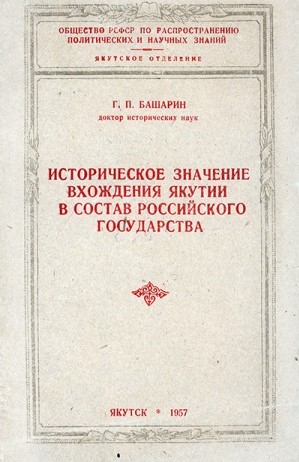 ОБЩЕСТВО РСФСР ПО РАСПРОСТРАНЕНИЮ
ПОЛИТИЧЕСКИХ И НАУЧНЫХ ЗНАНИЙ
ЯКУТСКОЕ ОТДЕЛЕНИЕ
Г. П. БАШАРИН
доктор исторических наук
ИСТОРИЧЕСКОЕ ЗНАЧЕНИЕ
ВХОЖДЕНИЯ ЯКУТИИ
В СОСТАВ РОССИЙСКОГО
ГОСУДАРСТВА
ЯКУТСК * 1957